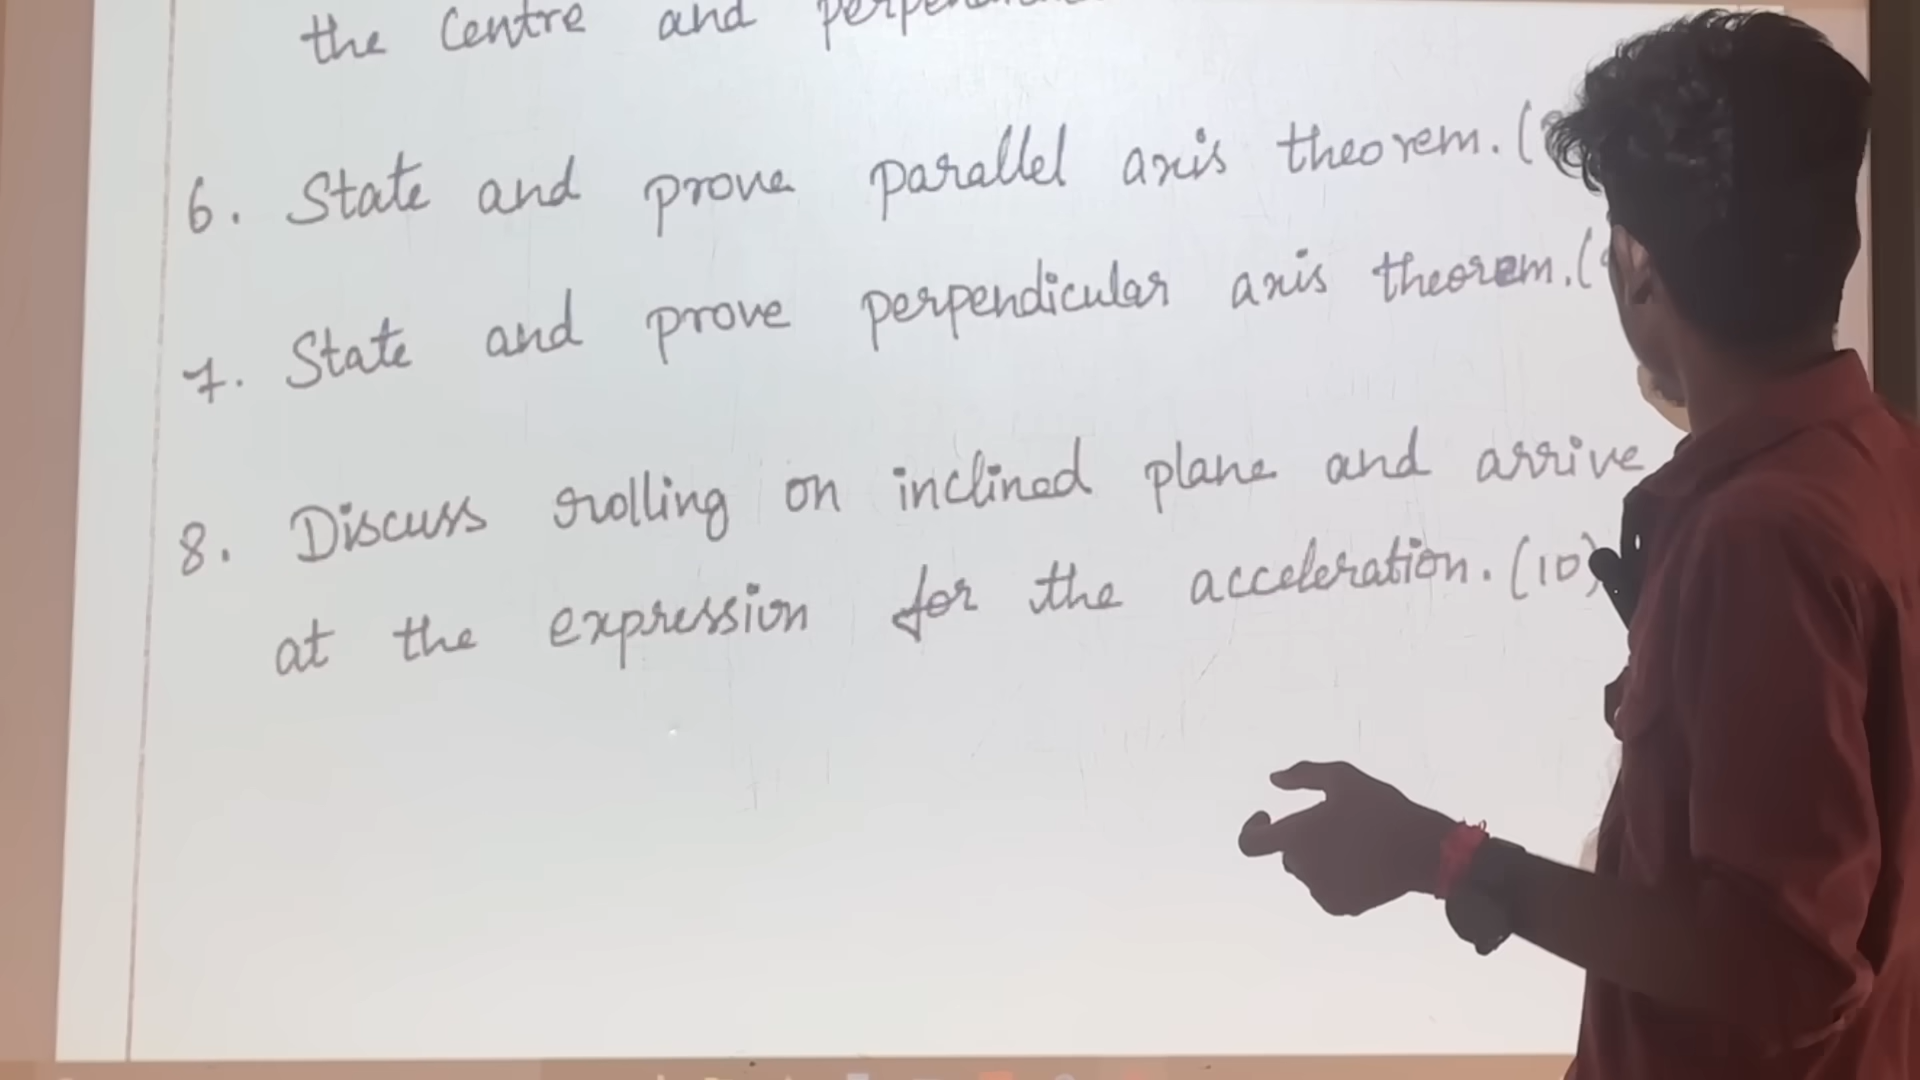 the Centre and
6. State and prove parallel axis theorem. (
7. State and prove perpendicular axis theorem. (
8. Discuss rolling on inclined plane and arrive
at the expression for the acceleration. (10)